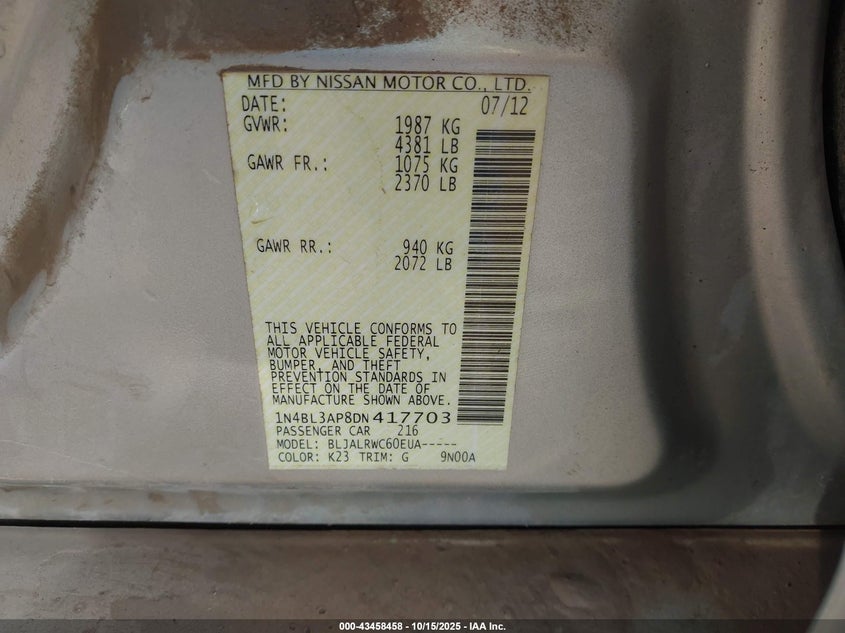 MFD BY NISSAN MOTOR CO., LTD.
DATE: 07/12
GVWR: 1987 KG
4381 LB
GAWR FR.: 1075 KG
2370 LB
GAWR RR.: 940 KG
2072 LB
THIS VEHICLE CONFORMS TO
ALL APPLICABLE FEDERAL
MOTOR VEHICLE SAFETY,
BUMPER, AND THEFT
PREVENTION STANDARDS IN
EFFECT ON THE DATE OF
MANUFACTURE SHOWN ABOVE.
1N4BL3AP8DN417703
PASSENGER CAR 216
MODEL: BLJALRWC60EUA-----
COLOR: K23 TRIM: G 9N00A
000-43458458 - 10/15/2025 - IAA Inc.